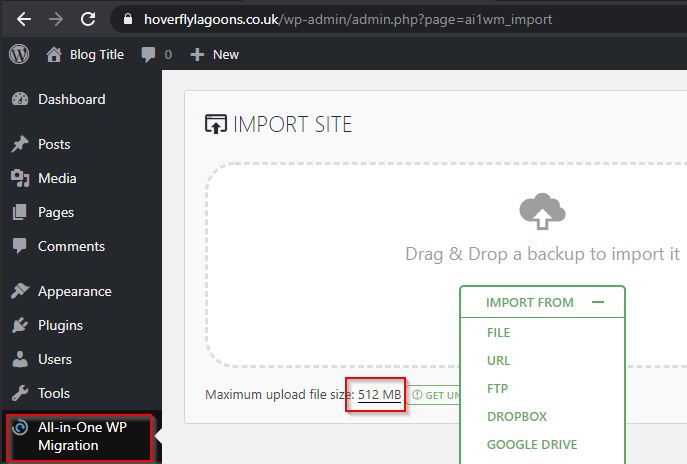 hoverflylagoons.co.uk/wp-admin/admin.php?page=ai1wm_import
Blog Title 0 New
Dashboard
Posts
Media
Pages
Comments
Appearance
Plugins
Users
Tools
All-in-One WP
Migration
IMPORT SITE
Drag & Drop a backup to import it
IMPORT FROM
FILE
URL
FTP
DROPBOX
GOOGLE DRIVE
Maximum upload file size: 512 MB GET UN